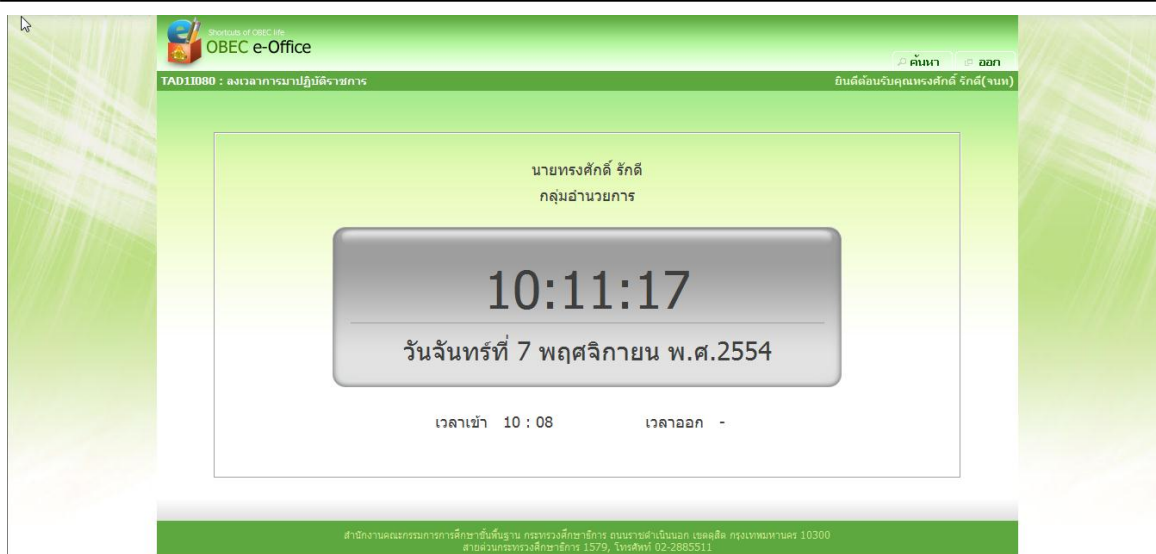 Shortcuts of OBEC life
OBEC e-Office
ค้นหา ออก
TAD1I080 : ลงเวลาการมาปฏิบัติราชการ ยินดีต้อนรับคุณทรงศักดิ์ รักดี(จนท)
นายทรงศักดิ์ รักดี
กลุ่มอำนวยการ
10:11:17
วันจันทร์ที่ 7 พฤศจิกายน พ.ศ.2554
เวลาเข้า 10 : 08 เวลาออก -
สำนักงานคณะกรรมการการศึกษาขั้นพื้นฐาน กระทรวงศึกษาธิการ ถนนราชดำเนินนอก เขตดุสิต กรุงเทพมหานคร 10300
สายด่วนกระทรวงศึกษาธิการ 1579, โทรศัพท์ 02-2885511